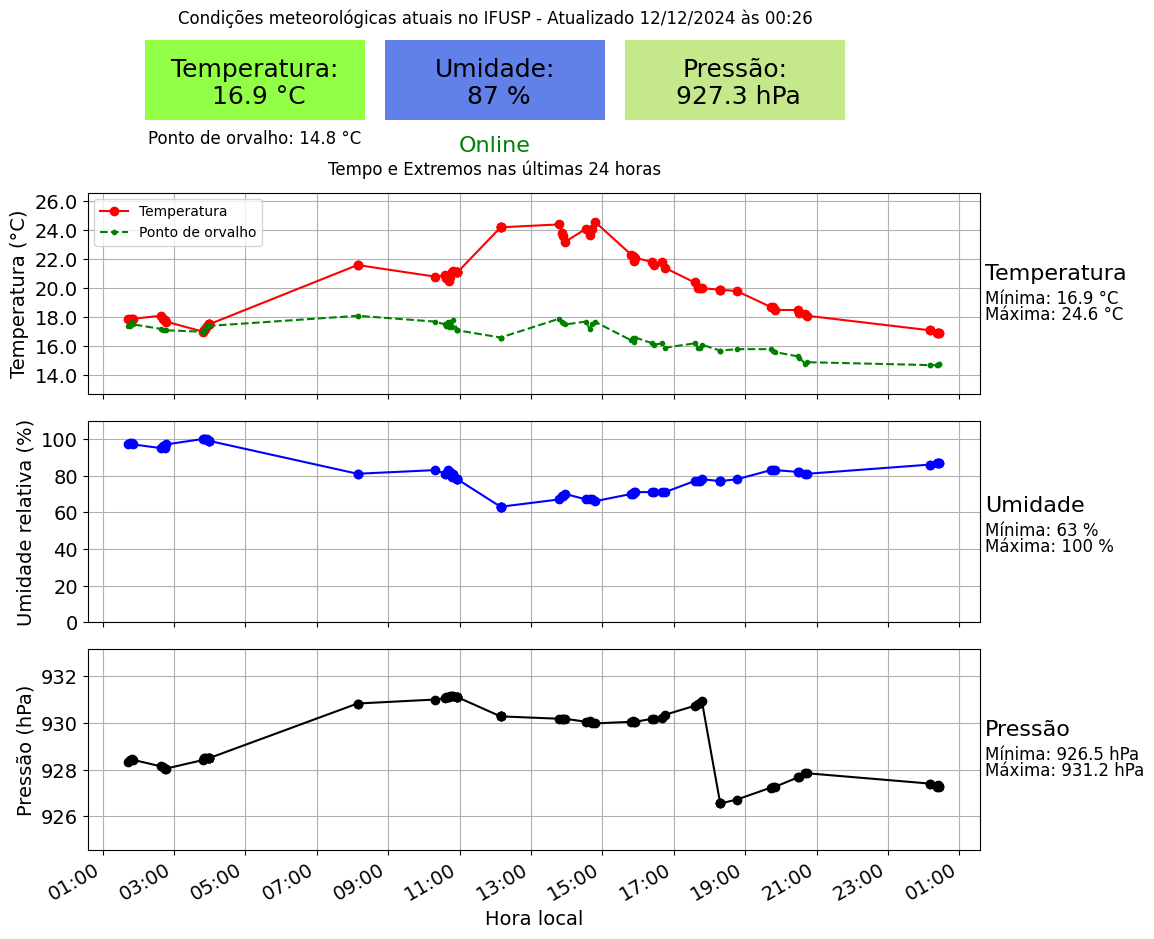 Condições meteorológicas atuais no IFUSP - Atualizado 12/12/2024 às 00:26
Temperatura:
16.9 °C
Umidade:
87 %
Pressão:
927.3 hPa
Ponto de orvalho: 14.8 °C
Online
Tempo e Extremos nas últimas 24 horas
Temperatura (°C)
26.0
24.0
22.0
20.0
18.0
16.0
14.0
Temperatura
Ponto de orvalho
Temperatura
Mínima: 16.9 °C
Máxima: 24.6 °C
Umidade relativa (%)
100
80
60
40
20
0
Umidade
Mínima: 63 %
Máxima: 100 %
Pressão (hPa)
932
930
928
926
Pressão
Mínima: 926.5 hPa
Máxima: 931.2 hPa
01:00 03:00 05:00 07:00 09:00 11:00 13:00 15:00 17:00 19:00 21:00 23:00 01:00
Hora local